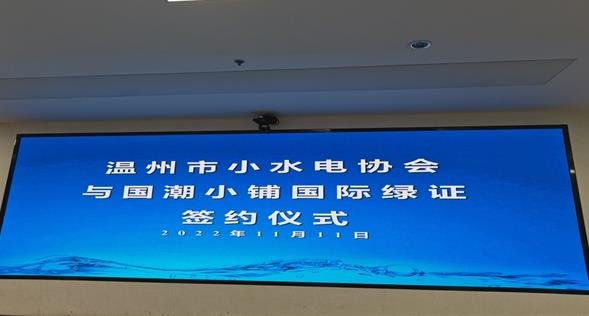 温州市小水电协会
与国潮小铺国际绿证
签约仪式
2022年11月11日